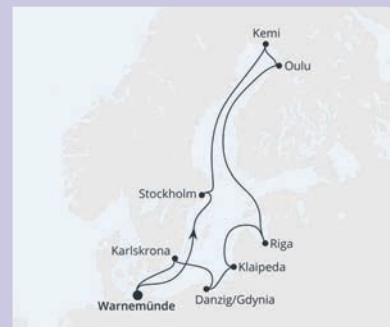 Kemi
Oulu
Stockholm
Karlskrona
Riga
Klaipeda
Danzig/Gdynia
Warnemünde